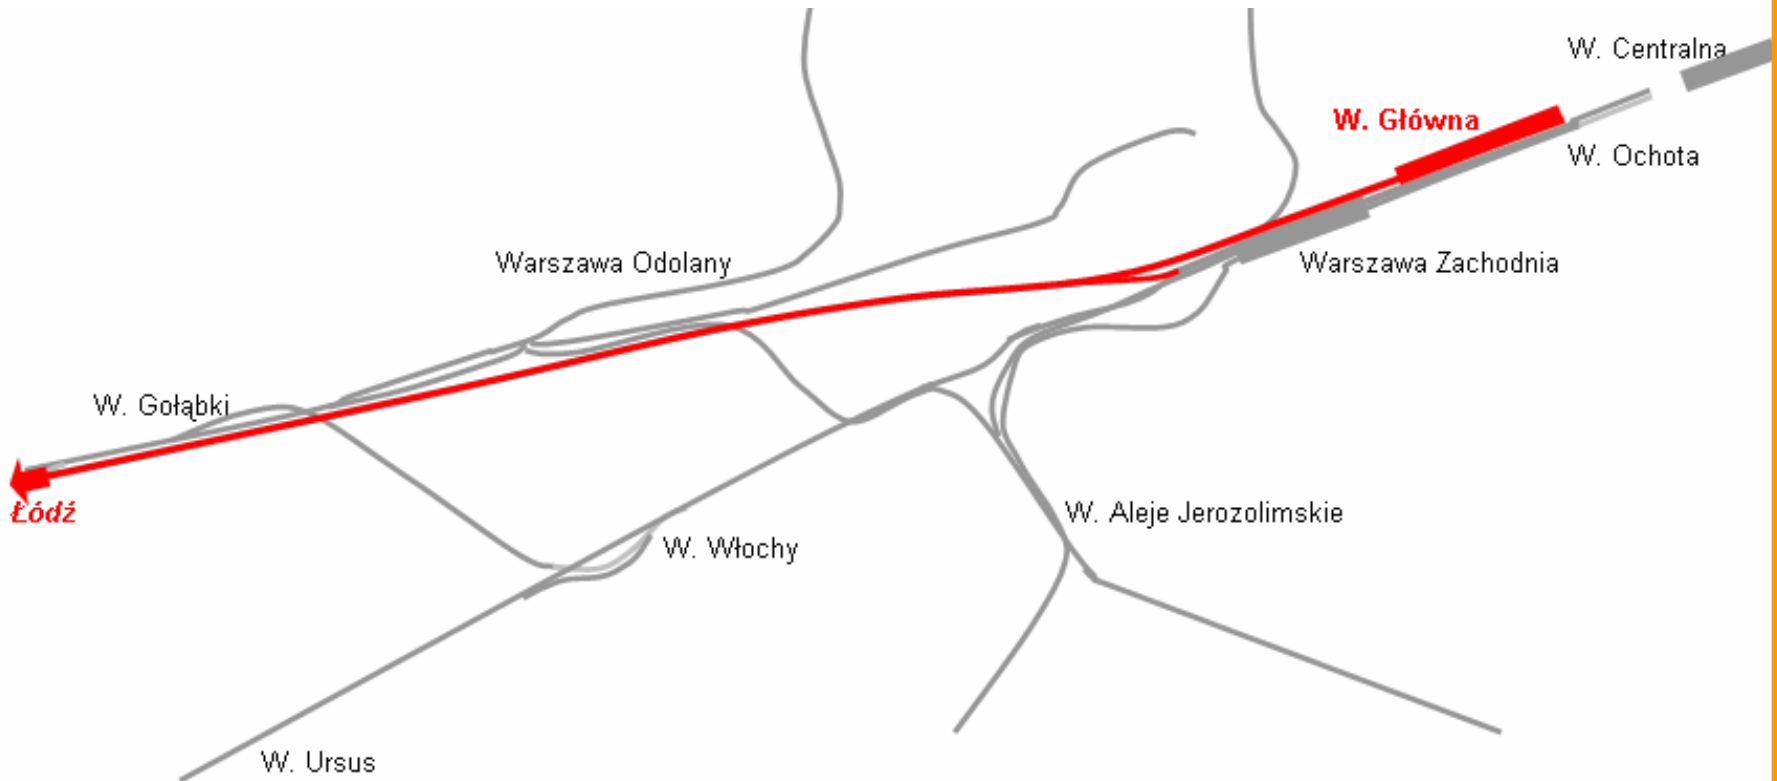 W. Centralna
W. Główna
W. Ochota
Warszawa Odolany
Warszawa Zachodnia
W. Gołąbki
Łódź
W. Aleje Jerozolimskie
W. Włochy
W. Ursus